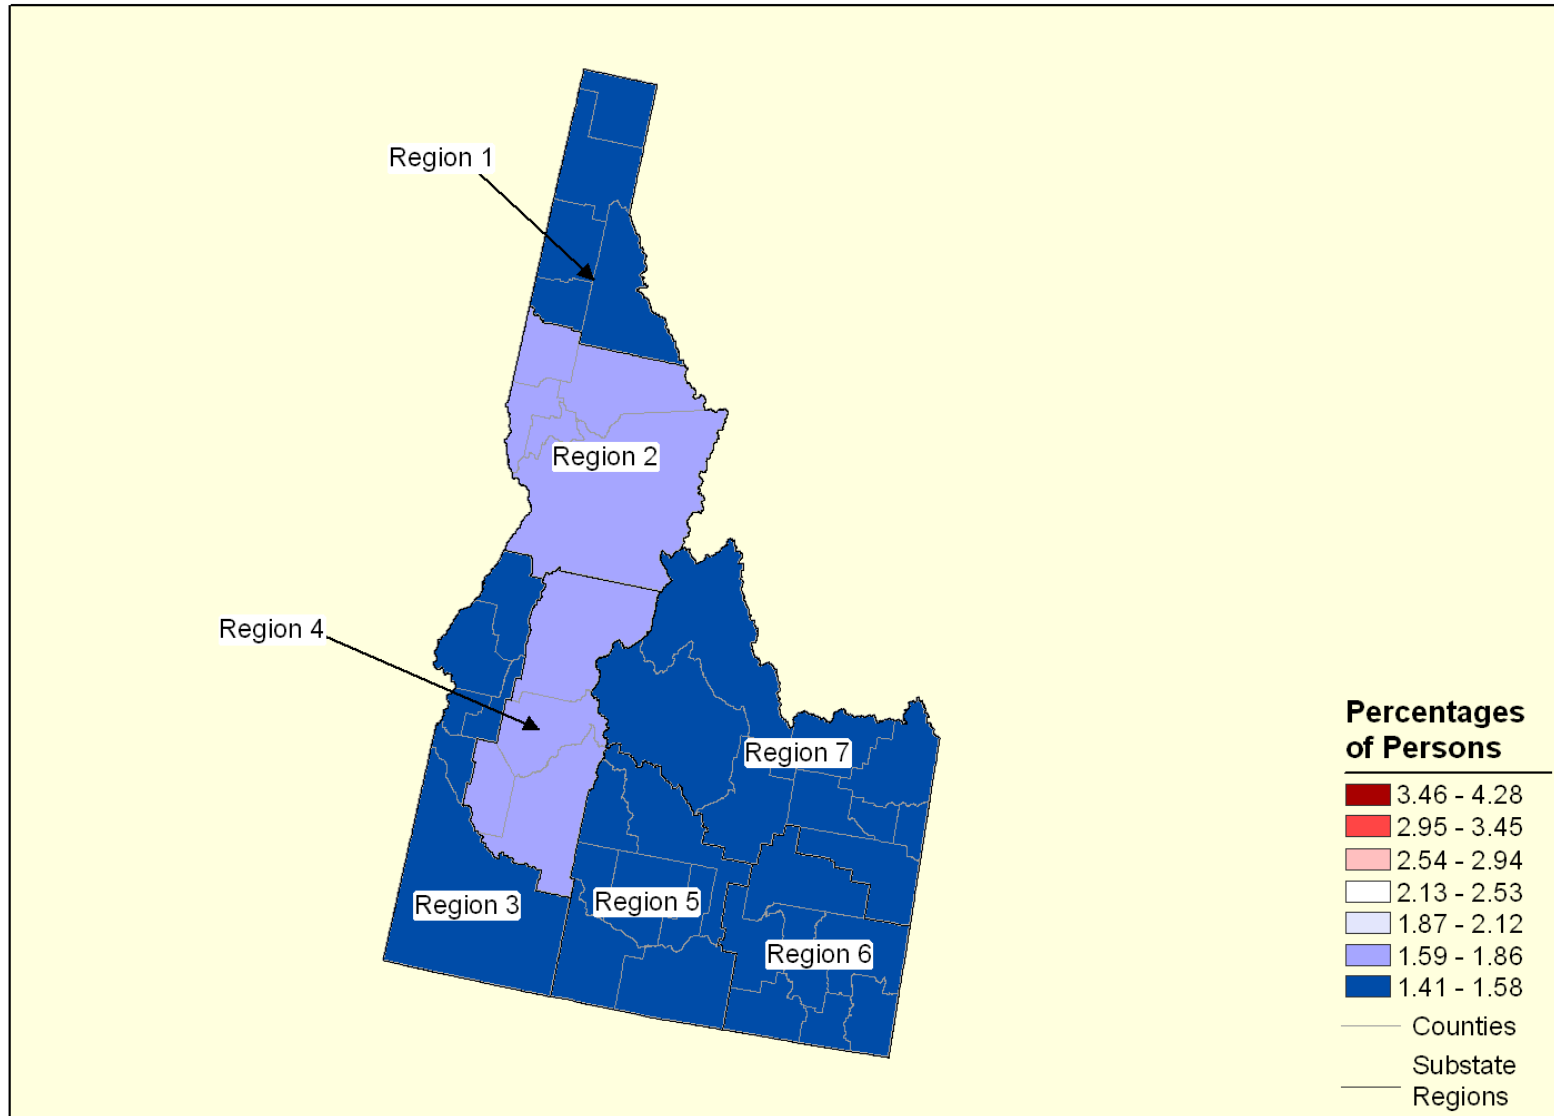 Region 1
Region 2
Region 4
Region 7
Region 3
Region 5
Region 6
Percentages
of Persons
3.46 - 4.28
2.95 - 3.45
2.54 - 2.94
2.13 - 2.53
1.87 - 2.12
1.59 - 1.86
1.41 - 1.58
Counties
Substate
Regions